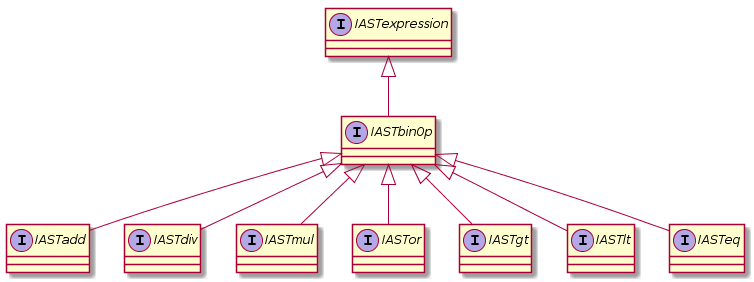 I IASTexpression
I IASTbinOp
I IASTadd I IASTdiv I IASTmul I IASTor I IASTgt I IASTlt I IASTeq